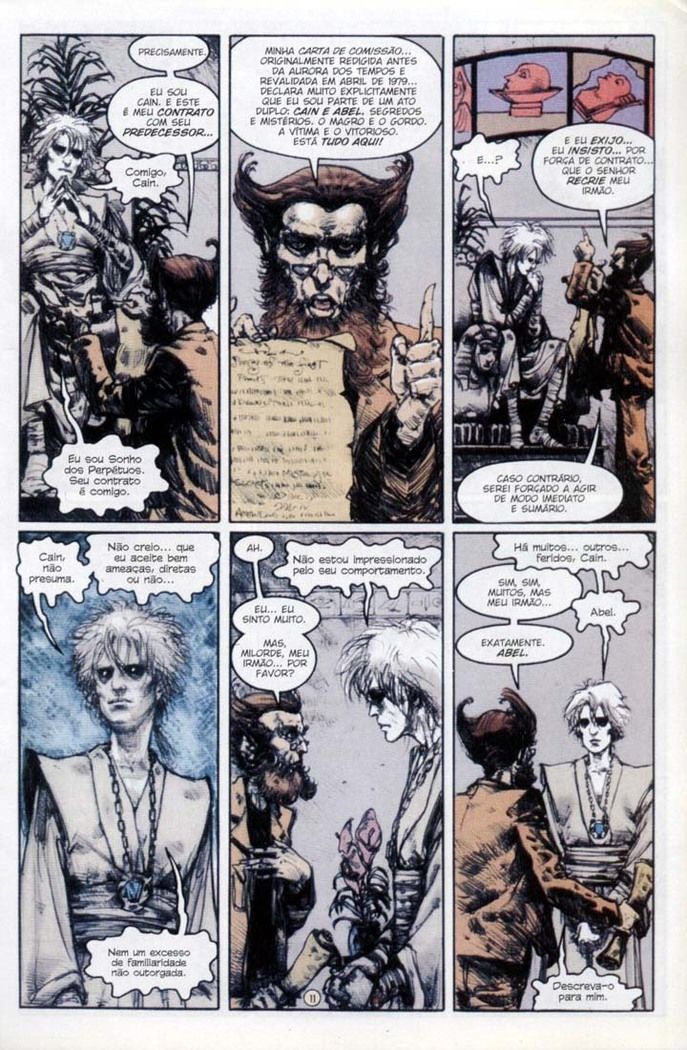 PRECISAMENTE.
EU SOU
CAIN. E ESTE
É MEU CONTRATO
COM SEU
PREDECESSOR...
Comigo,
Cain.
Eu sou Sonho
dos Perpétuos.
Seu contrato
é comigo.
MINHA CARTA DE COMISSÃO...
ORIGINALMENTE REDIGIDA ANTES
DA AURORA DOS TEMPOS E
REVALIDADA EM ABRIL DE 1979...
DECLARA MUITO EXPLICITAMENTE
QUE EU SOU PARTE DE UM ATO
DUPLO: CAIN E ABEL. SEGREDOS
E MISTÉRIOS. O MAGRO E O GORDO.
A VÍTIMA E O VITORIOSO.
ESTÁ TUDO AQUI!
E...?
E EU EXIJO...
EU INSISTO... POR
FORÇA DE CONTRATO...
QUE O SENHOR
RECRIE MEU
IRMÃO.
CASO CONTRÁRIO,
SEREI FORÇADO A AGIR
DE MODO IMEDIATO
E SUMÁRIO.
Cain,
não
presuma.
Não creio... que
eu aceite bem
ameaças, diretas
ou não...
Nem um excesso
de familiaridade
não outorgada.
AH.
Não estou impressionado
pelo seu comportamento.
EU... EU
SINTO MUITO.
MAS,
MILORDE, MEU
IRMÃO... POR
FAVOR?
Há muitos... outros...
feridos, Cain.
SIM, SIM,
MUITOS, MAS
MEU IRMÃO...
Abel.
EXATAMENTE.
ABEL.
Descreva-o
para mim.
11